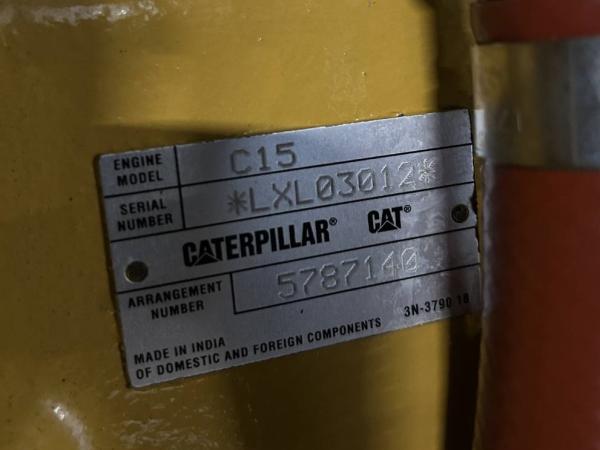 ENGINE MODEL C15
SERIAL NUMBER *LXL03012*
CATERPILLAR® CAT®
ARRANGEMENT NUMBER 5787140
3N-3790 18
MADE IN INDIA
OF DOMESTIC AND FOREIGN COMPONENTS